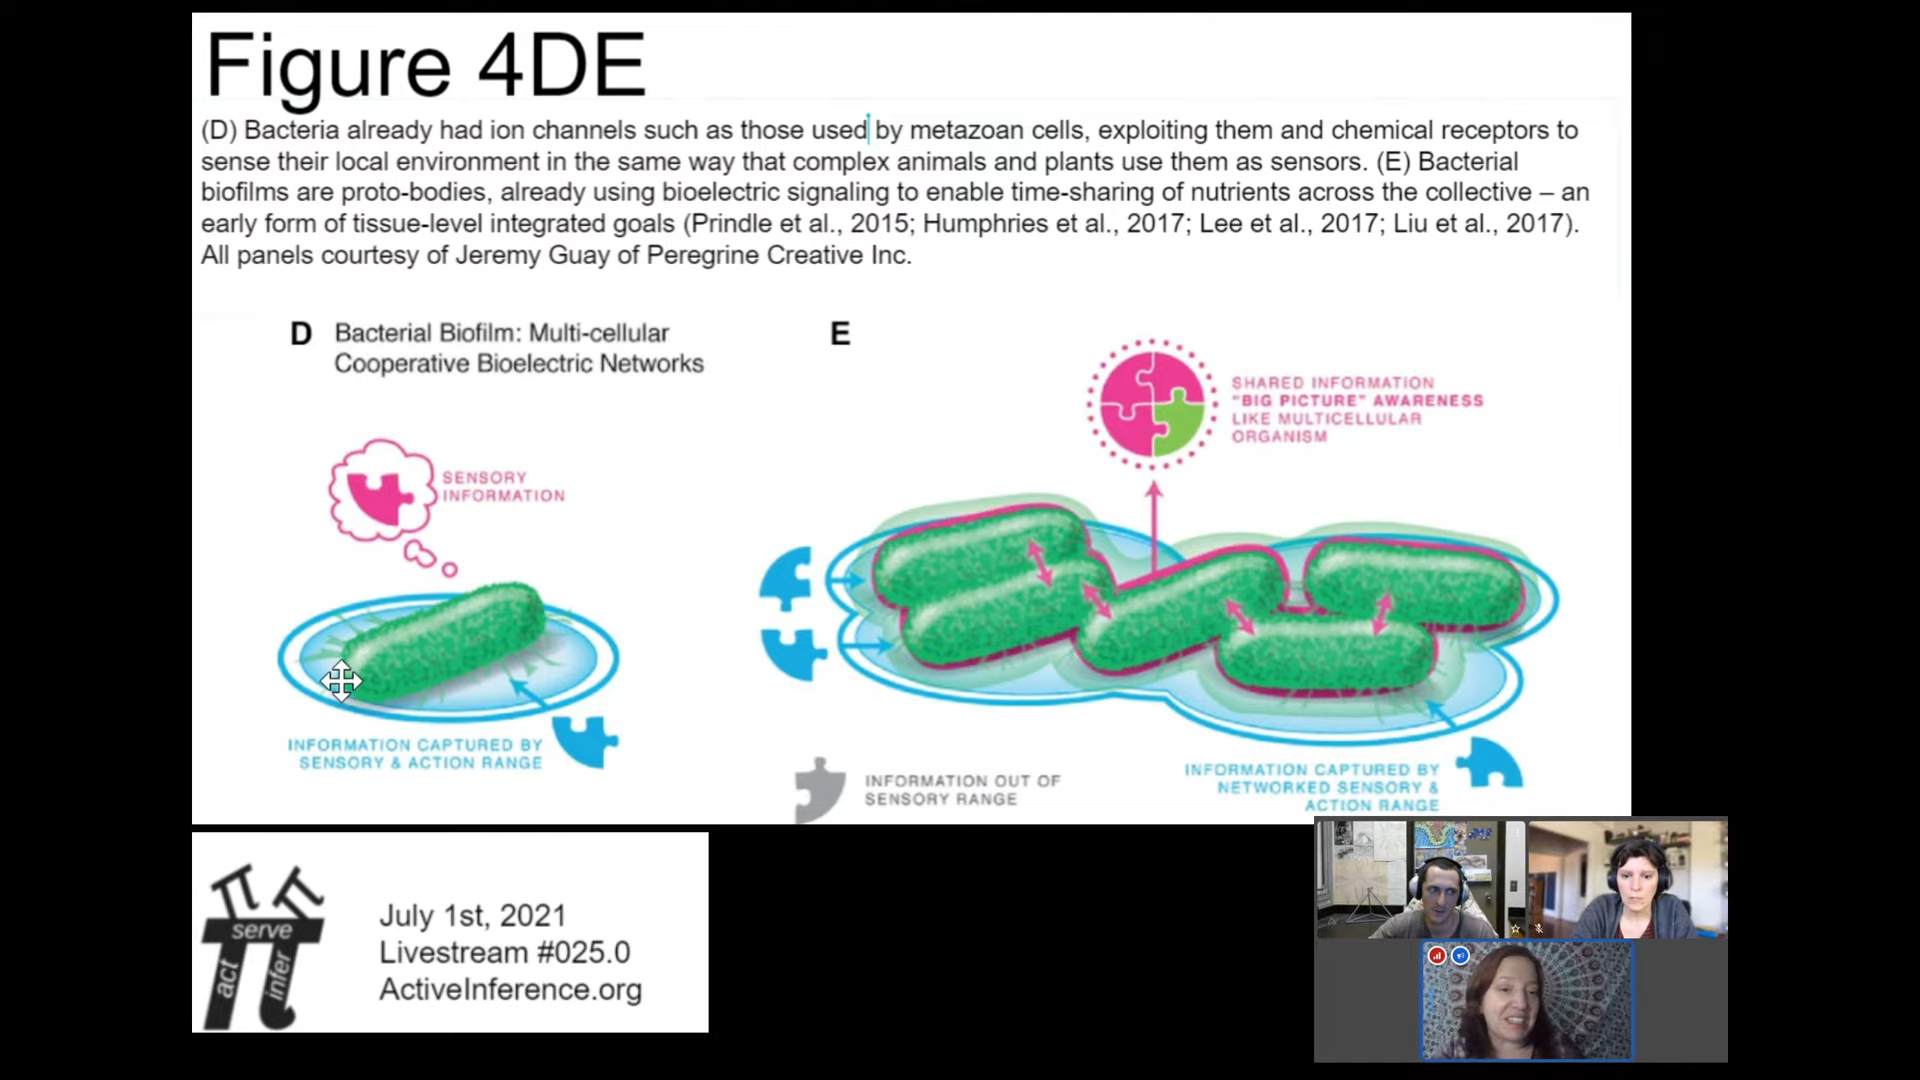 Figure 4DE
(D) Bacteria already had ion channels such as those used by metazoan cells, exploiting them and chemical receptors to
sense their local environment in the same way that complex animals and plants use them as sensors. (E) Bacterial
biofilms are proto-bodies, already using bioelectric signaling to enable time-sharing of nutrients across the collective – an
early form of tissue-level integrated goals (Prindle et al., 2015; Humphries et al., 2017; Lee et al., 2017; Liu et al., 2017).
All panels courtesy of Jeremy Guay of Peregrine Creative Inc.
D Bacterial Biofilm: Multi-cellular
Cooperative Bioelectric Networks
SENSORY
INFORMATION
INFORMATION CAPTURED BY
SENSORY & ACTION RANGE
E
SHARED INFORMATION
"BIG PICTURE" AWARENESS
LIKE MULTICELLULAR
ORGANISM
INFORMATION OUT OF
SENSORY RANGE
INFORMATION CAPTURED BY
NETWORKED SENSORY &
ACTION RANGE
serve
act
infer
July 1st, 2021
Livestream #025.0
ActiveInference.org